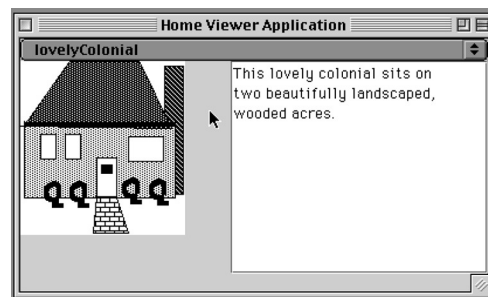 Home Viewer Application
lovelyColonial
This lovely colonial sits on
two beautifully landscaped,
wooded acres.